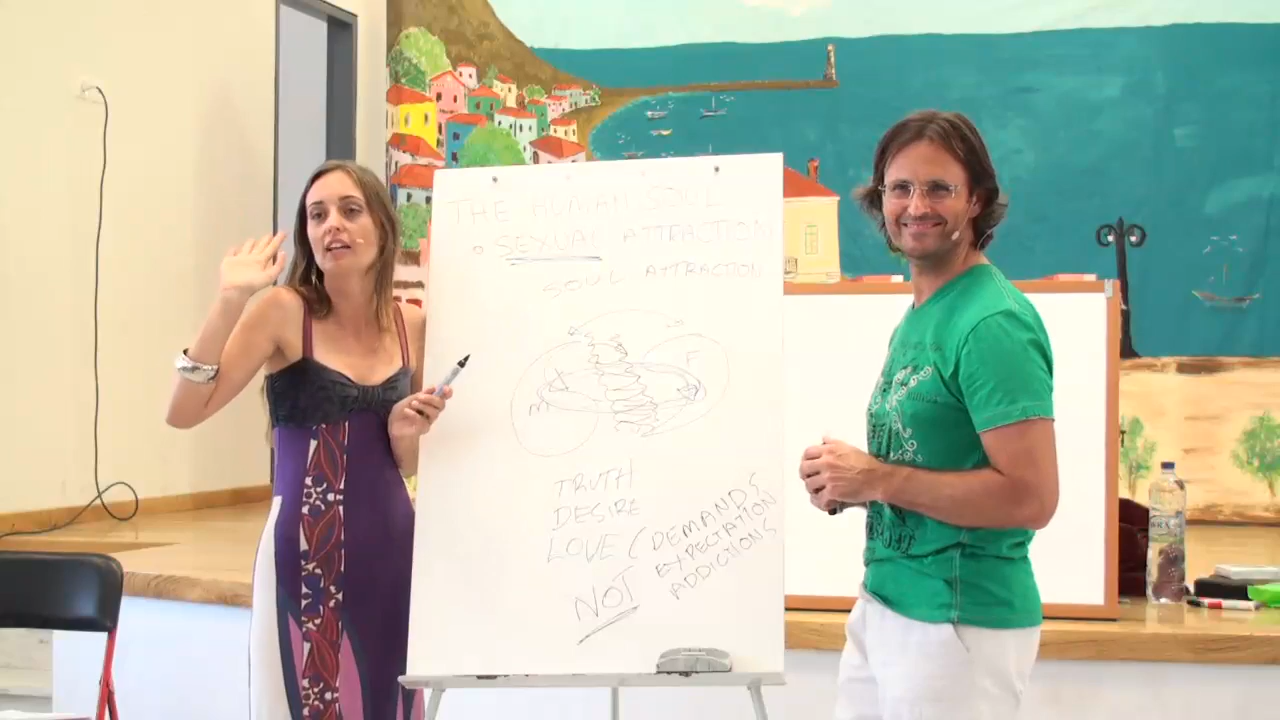 THE HUMAN SOUL
• SEXUAL ATTRACTION
SOUL ATTRACTION
M
F
TRUTH
DESIRE
LOVE (DEMANDS
EXPECTATION
ADDICTIONS
NOT